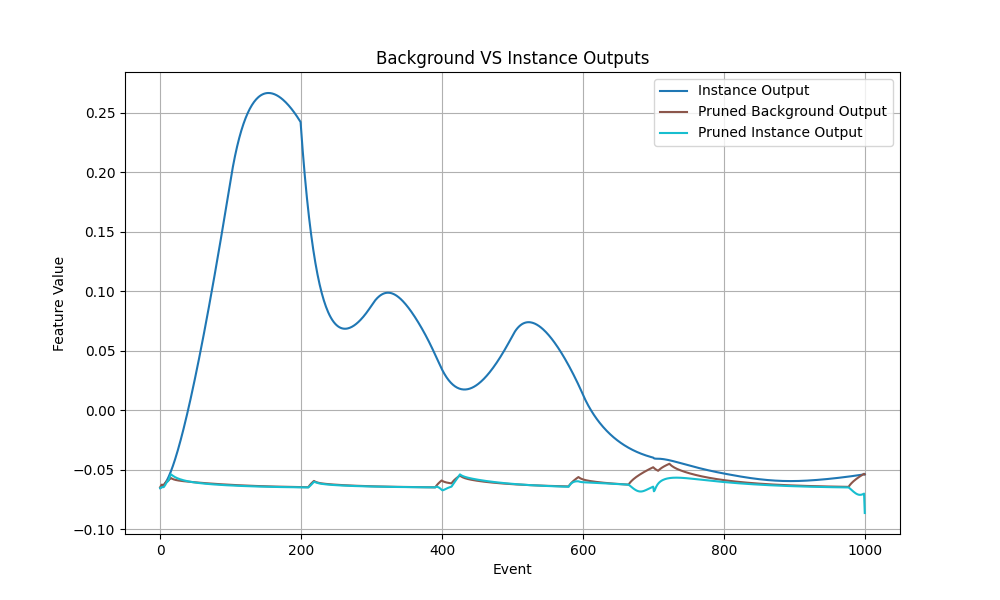 Background VS Instance Outputs
Instance Output
Pruned Background Output
Pruned Instance Output
Feature Value
0.25
0.20
0.15
0.10
0.05
0.00
−0.05
−0.10
0 200 400 600 800 1000
Event